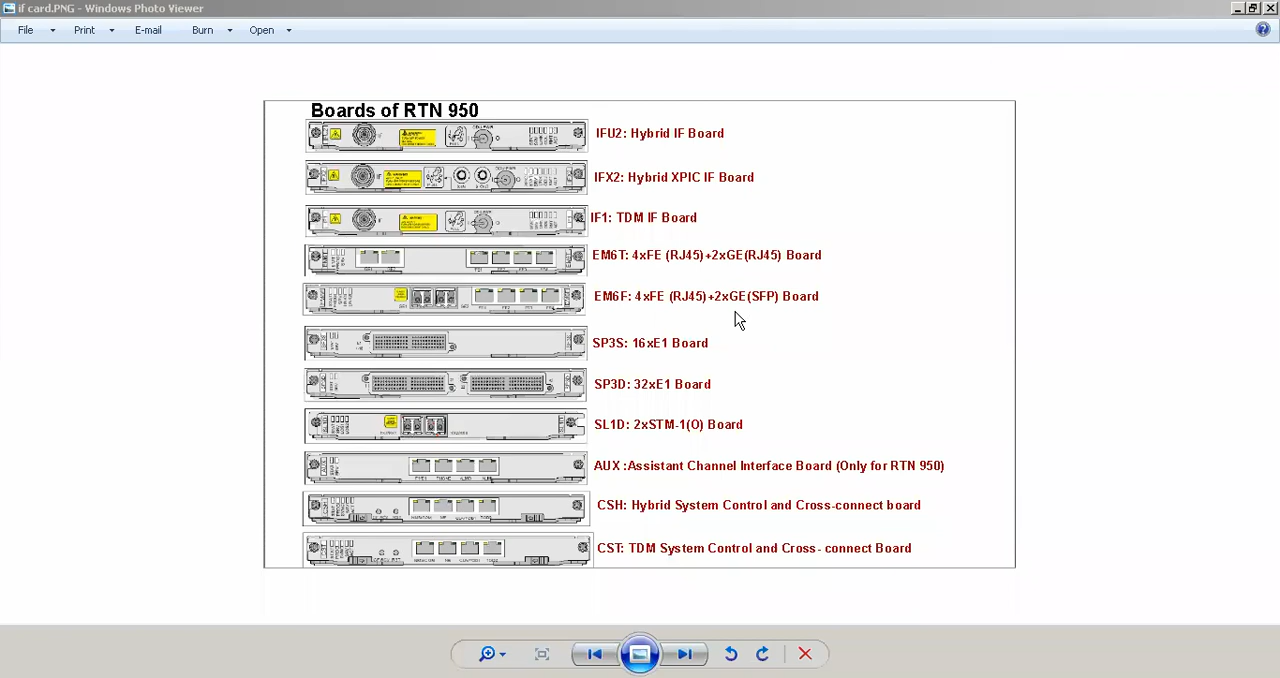 if card.PNG - Windows Photo Viewer
File Print E-mail Burn Open
Boards of RTN 950
IFU2: Hybrid IF Board
IFX2: Hybrid XPIC IF Board
IF1: TDM IF Board
EM6T: 4xFE (RJ45)+2xGE(RJ45) Board
EM6F: 4xFE (RJ45)+2xGE(SFP) Board
SP3S: 16xE1 Board
SP3D: 32xE1 Board
SL1D: 2xSTM-1(O) Board
AUX :Assistant Channel Interface Board (Only for RTN 950)
CSH: Hybrid System Control and Cross-connect board
CST: TDM System Control and Cross- connect Board